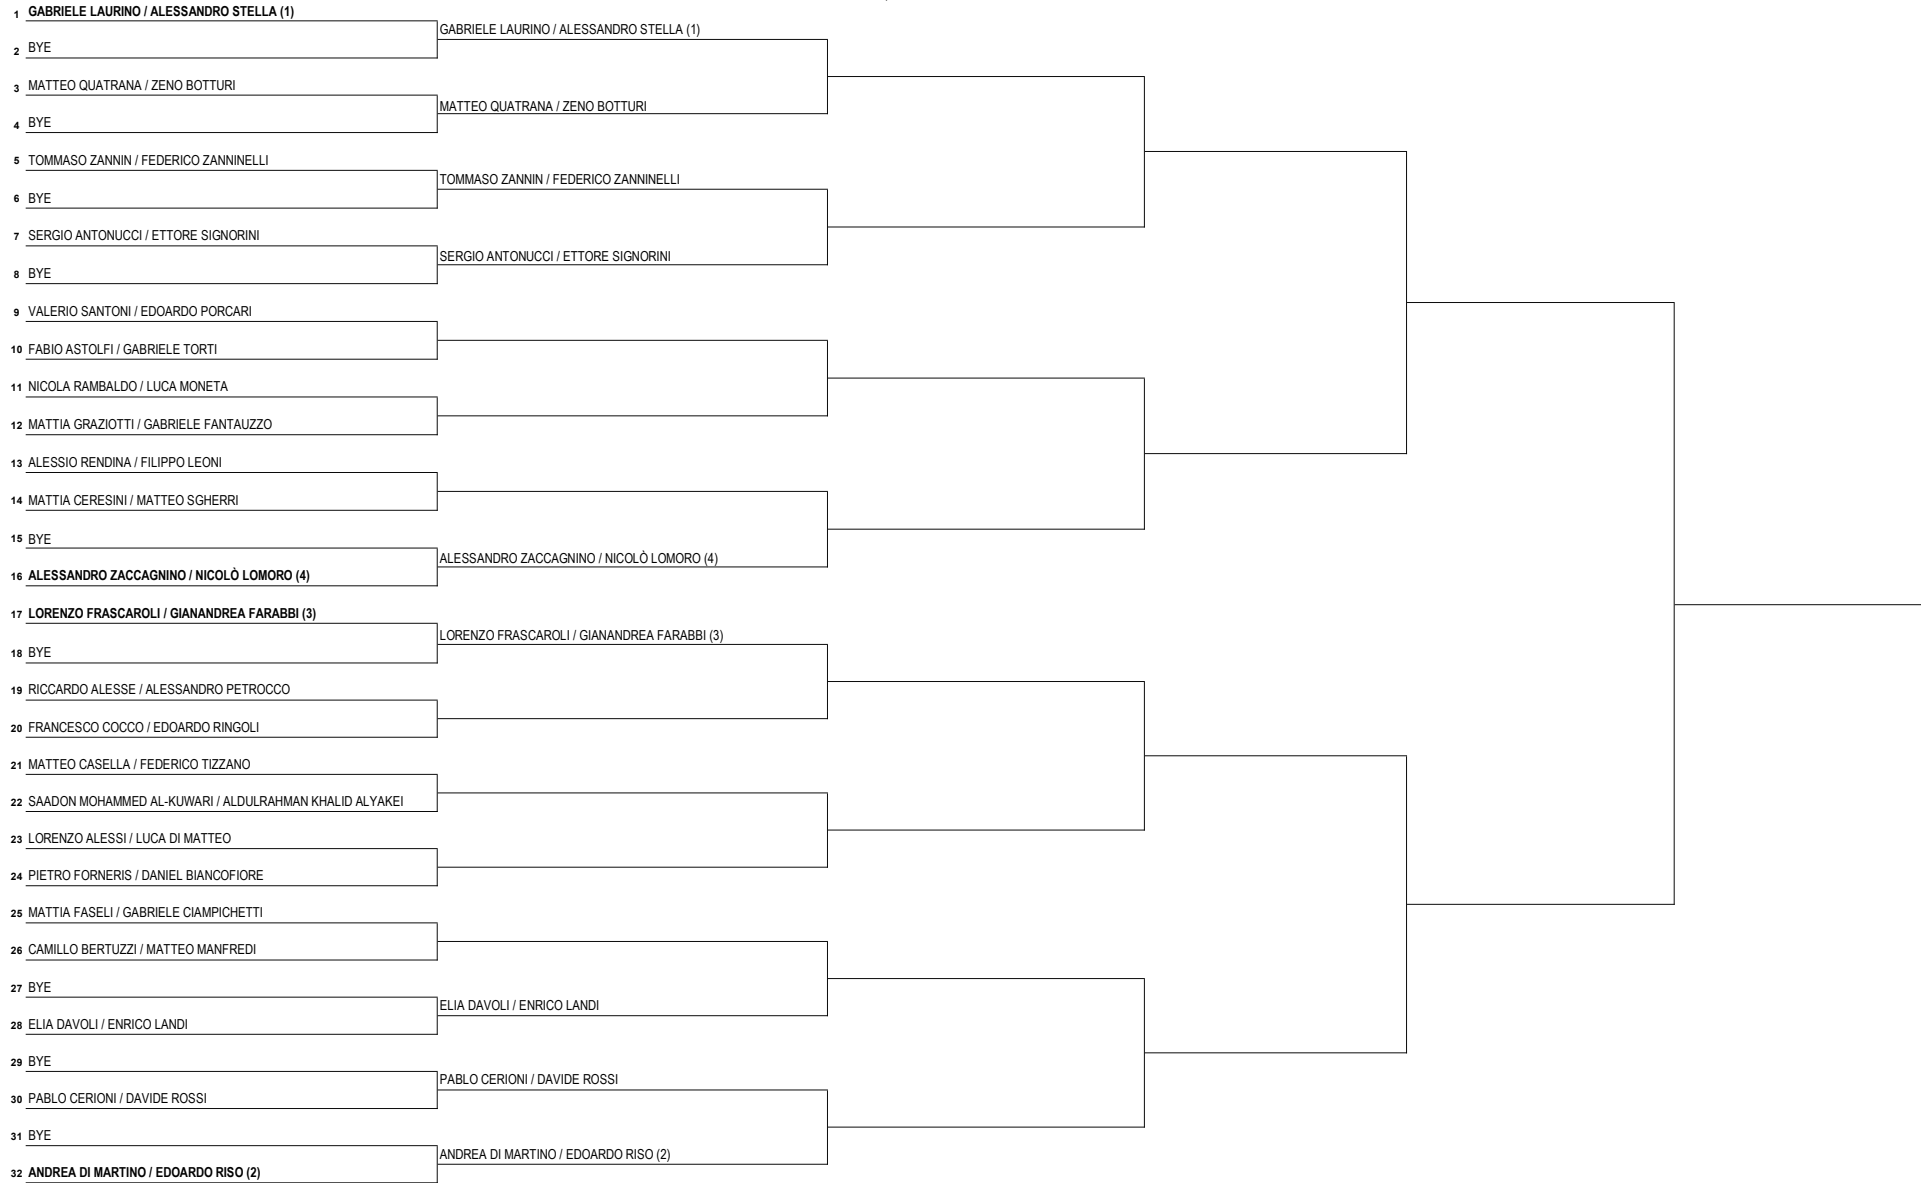 1 GABRIELE LAURINO / ALESSANDRO STELLA (1)
GABRIELE LAURINO / ALESSANDRO STELLA (1)
2 BYE
3 MATTEO QUATRANA / ZENO BOTTURI
MATTEO QUATRANA / ZENO BOTTURI
4 BYE
5 TOMMASO ZANNIN / FEDERICO ZANNINELLI
TOMMASO ZANNIN / FEDERICO ZANNINELLI
6 BYE
7 SERGIO ANTONUCCI / ETTORE SIGNORINI
SERGIO ANTONUCCI / ETTORE SIGNORINI
8 BYE
9 VALERIO SANTONI / EDOARDO PORCARI
10 FABIO ASTOLFI / GABRIELE TORTI
11 NICOLA RAMBALDO / LUCA MONETA
12 MATTIA GRAZIOTTI / GABRIELE FANTAUZZO
13 ALESSIO RENDINA / FILIPPO LEONI
14 MATTIA CERESINI / MATTEO SGHERRI
15 BYE
ALESSANDRO ZACCAGNINO / NICOLÒ LOMORO (4)
16 ALESSANDRO ZACCAGNINO / NICOLÒ LOMORO (4)
17 LORENZO FRASCAROLI / GIANANDREA FARABBI (3)
LORENZO FRASCAROLI / GIANANDREA FARABBI (3)
18 BYE
19 RICCARDO ALESSE / ALESSANDRO PETROCCO
20 FRANCESCO COCCO / EDOARDO RINGOLI
21 MATTEO CASELLA / FEDERICO TIZZANO
22 SAADON MOHAMMED AL-KUWARI / ALDULRAHMAN KHALID ALYAKEI
23 LORENZO ALESSI / LUCA DI MATTEO
24 PIETRO FORNERIS / DANIEL BIANCOFIORE
25 MATTIA FASELI / GABRIELE CIAMPICHETTI
26 CAMILLO BERTUZZI / MATTEO MANFREDI
27 BYE
ELIA DAVOLI / ENRICO LANDI
28 ELIA DAVOLI / ENRICO LANDI
29 BYE
PABLO CERIONI / DAVIDE ROSSI
30 PABLO CERIONI / DAVIDE ROSSI
31 BYE
ANDREA DI MARTINO / EDOARDO RISO (2)
32 ANDREA DI MARTINO / EDOARDO RISO (2)